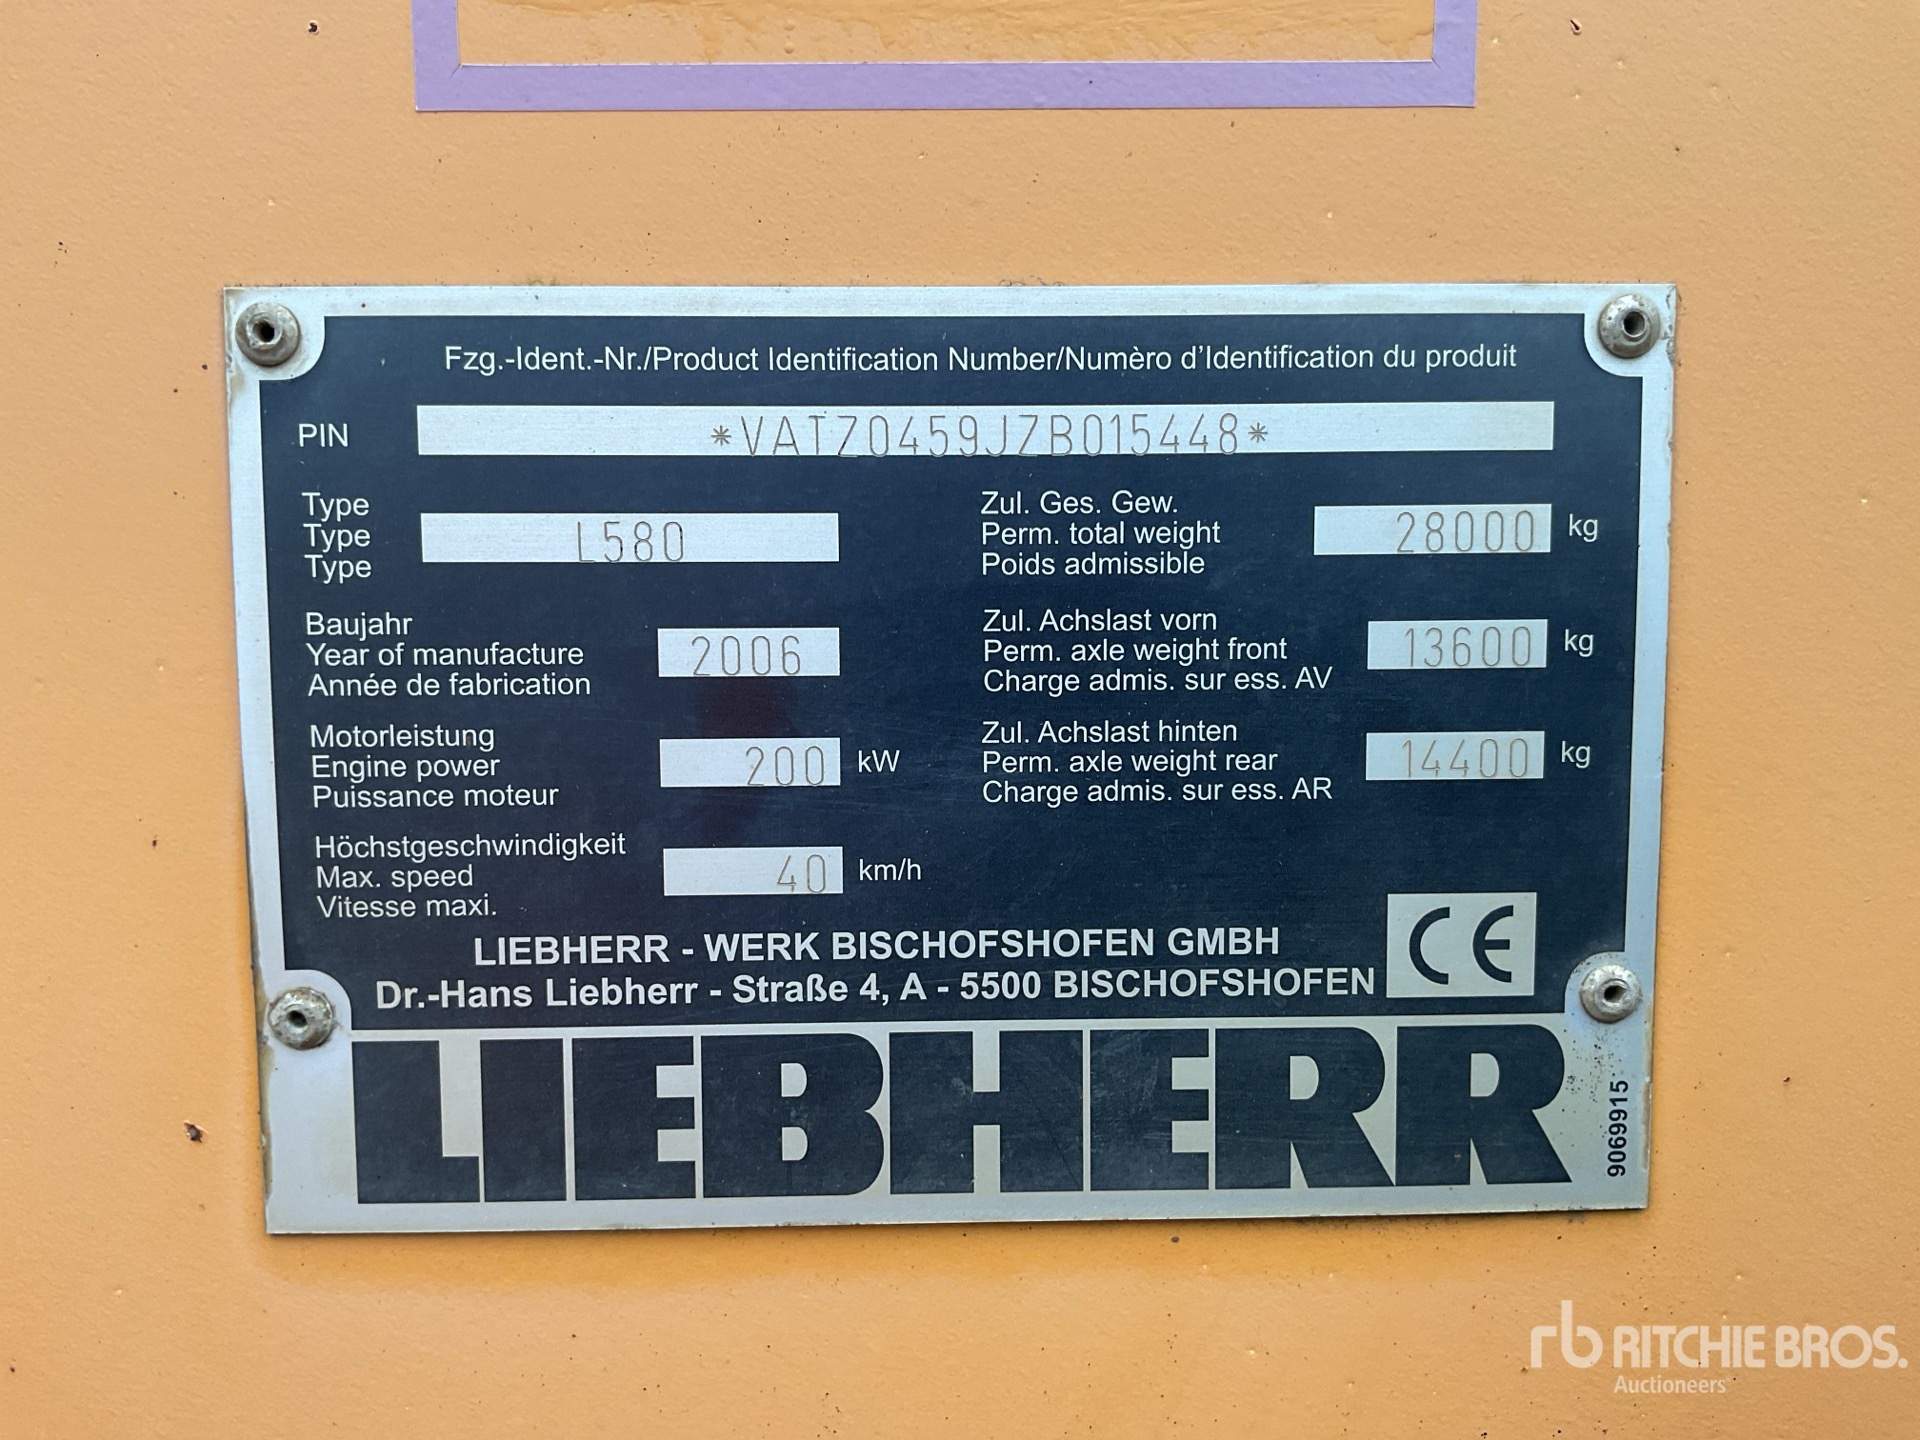 Fzg.-Ident.-Nr./Product Identification Number/Numèro d'Identification du produit
PIN *VATZ0459JZB015448*
Type
Type L580
Type
Zul. Ges. Gew.
Perm. total weight 28000 kg
Poids admissible
Baujahr
Year of manufacture 2006
Année de fabrication
Zul. Achslast vorn
Perm. axle weight front 13600 kg
Charge admis. sur ess. AV
Motorleistung
Engine power 200 kW
Puissance moteur
Zul. Achslast hinten
Perm. axle weight rear 14400 kg
Charge admis. sur ess. AR
Höchstgeschwindigkeit
Max. speed 40 km/h
Vitesse maxi.
LIEBHERR - WERK BISCHOFSHOFEN GMBH
Dr.-Hans Liebherr - Straße 4, A - 5500 BISCHOFSHOFEN
CE
LIEBHERR
9069915
rb RITCHIE BROS.
Auctioneers